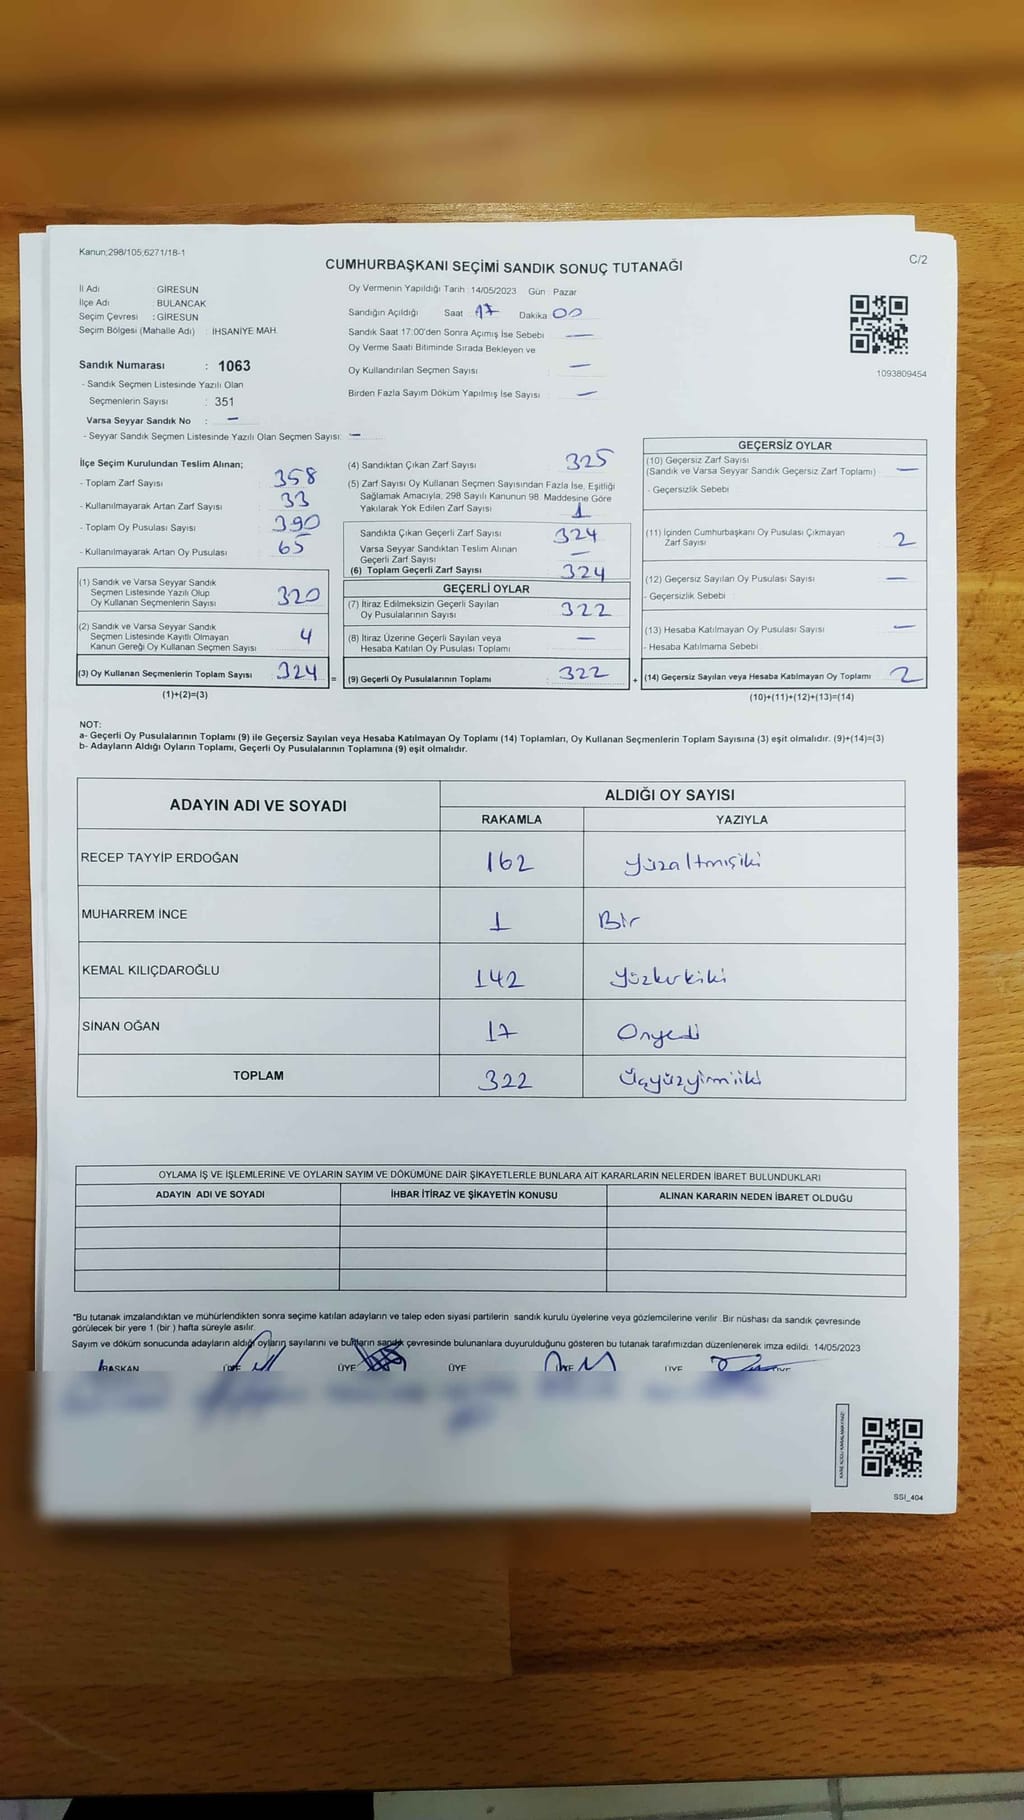 Kanun;298/105;6271/18-1
CUMHURBAŞKANI SEÇİMİ SANDIK SONUÇ TUTANAĞI
C/2
İl Adı GİRESUN
İlçe Adı BULANCAK
Seçim Çevresi : GİRESUN
Seçim Bölgesi (Mahalle Adı) : İHSANİYE MAH.
Sandık Numarası : 1063
- Sandık Seçmen Listesinde Yazılı Olan
Seçmenlerin Sayısı : 351
Varsa Seyyar Sandık No : —
- Seyyar Sandık Seçmen Listesinde Yazılı Olan Seçmen Sayısı: —
Oy Vermenin Yapıldığı Tarih : 14/05/2023 Gün : Pazar
Sandığın Açıldığı Saat 17 Dakika 00
Sandık Saat 17:00'den Sonra Açımış İse Sebebi —
Oy Verme Saati Bitiminde Sırada Bekleyen ve
Oy Kullandırılan Seçmen Sayısı : —
Birden Fazla Sayım Döküm Yapılmış İse Sayısı : —
1093809454
İlçe Seçim Kurulundan Teslim Alınan;
- Toplam Zarf Sayısı : 358
- Kullanılmayarak Artan Zarf Sayısı : 33
- Toplam Oy Pusulası Sayısı : 390
- Kullanılmayarak Artan Oy Pusulası : 65
(1) Sandık ve Varsa Seyyar Sandık
Seçmen Listesinde Yazılı Olup
Oy Kullanan Seçmenlerin Sayısı : 320
(2) Sandık ve Varsa Seyyar Sandık
Seçmen Listesinde Kayıtlı Olmayan
Kanun Gereği Oy Kullanan Seçmen Sayısı : 4
(3) Oy Kullanan Seçmenlerin Toplam Sayısı : 324 =
(1)+(2)=(3)
(4) Sandıktan Çıkan Zarf Sayısı : 325
(5) Zarf Sayısı Oy Kullanan Seçmen Sayısından Fazla İse, Eşitliği
Sağlamak Amacıyla, 298 Sayılı Kanunun 98. Maddesine Göre
Yakılarak Yok Edilen Zarf Sayısı : 1
Sandıkta Çıkan Geçerli Zarf Sayısı : 324
Varsa Seyyar Sandıktan Teslim Alınan
Geçerli Zarf Sayısı : —
(6) Toplam Geçerli Zarf Sayısı : 324
GEÇERLİ OYLAR
(7) İtiraz Edilmeksizin Geçerli Sayılan
Oy Pusulalarının Sayısı : 322
(8) İtiraz Üzerine Geçerli Sayılan veya
Hesaba Katılan Oy Pusulası Toplamı : —
(9) Geçerli Oy Pusulalarının Toplamı : 322 +
GEÇERSİZ OYLAR
(10) Geçersiz Zarf Sayısı
(Sandık ve Varsa Seyyar Sandık Geçersiz Zarf Toplamı) : —
- Geçersizlik Sebebi :
(11) İçinden Cumhurbaşkanı Oy Pusulası Çıkmayan
Zarf Sayısı : 2
(12) Geçersiz Sayılan Oy Pusulası Sayısı : —
- Geçersizlik Sebebi :
(13) Hesaba Katılmayan Oy Pusulası Sayısı : —
- Hesaba Katılmama Sebebi :
(14) Geçersiz Sayılan veya Hesaba Katılmayan Oy Toplamı : 2
(10)+(11)+(12)+(13)=(14)
NOT:
a- Geçerli Oy Pusulalarının Toplamı (9) ile Geçersiz Sayılan veya Hesaba Katılmayan Oy Toplamı (14) Toplamları, Oy Kullanan Seçmenlerin Toplam Sayısına (3) eşit olmalıdır. (9)+(14)=(3)
b- Adayların Aldığı Oyların Toplamı, Geçerli Oy Pusulalarının Toplamına (9) eşit olmalıdır.
ADAYIN ADI VE SOYADI ALDIĞI OY SAYISI
RAKAMLA YAZIYLA
RECEP TAYYİP ERDOĞAN 162 Yüzaltmışiki
MUHARREM İNCE 1 Bir
KEMAL KILIÇDAROĞLU 142 Yüzkırkiki
SİNAN OĞAN 17 Onyedi
TOPLAM 322 Üçyüzyirmiiki
OYLAMA İŞ VE İŞLEMLERİNE VE OYLARIN SAYIM VE DÖKÜMÜNE DAİR ŞİKAYETLERLE BUNLARA AİT KARARLARIN NELERDEN İBARET BULUNDUKLARI
ADAYIN ADI VE SOYADI İHBAR İTİRAZ VE ŞİKAYETİN KONUSU ALINAN KARARIN NEDEN İBARET OLDUĞU
*Bu tutanak imzalandıktan ve mühürlendikten sonra seçime katılan adayların ve talep eden siyasi partilerin sandık kurulu üyelerine veya gözlemcilerine verilir. Bir nüshası da sandık çevresinde
görülecek bir yere 1 (bir ) hafta süreyle asılır.
Sayım ve döküm sonucunda adayların aldığı oyların sayılarını ve bunların sandık çevresinde bulunanlara duyurulduğunu gösteren bu tutanak tarafımızdan düzenlenerek imza edildi. 14/05/2023
BAŞKAN ÜYE ÜYE ÜYE ÜYE ÜYE ÜYE
SSI_404